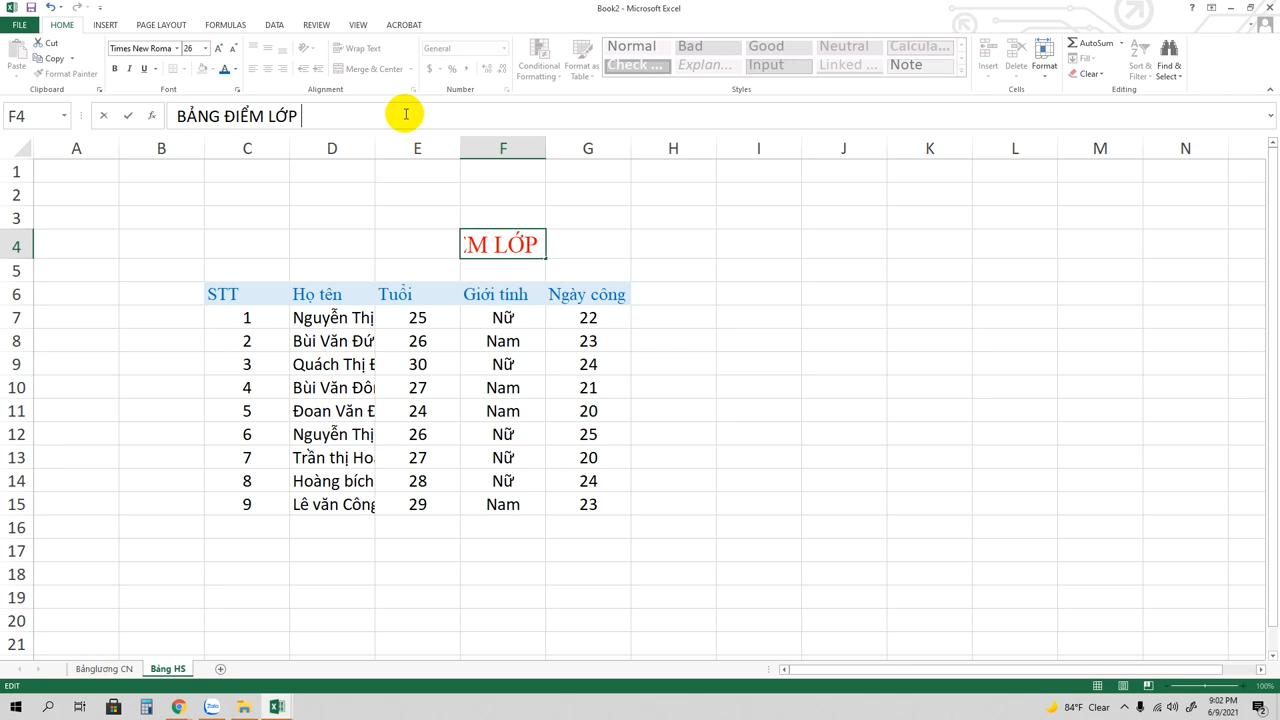 Book2 - Microsoft Excel
FILE HOME INSERT PAGE LAYOUT FORMULAS DATA REVIEW VIEW ACROBAT
Paste Cut Copy Format Painter
Clipboard
Times New Roma 26
Font
Wrap Text
Merge & Center
Alignment
General
$ % ,
Number
Conditional Formatting Format as Table
Normal Bad Good Neutral Calcula...
Check ... Explan... Input Linked ... Note
Styles
Insert Delete Format
Cells
AutoSum Fill Clear Sort & Filter Find & Select
Editing
F4 fx BẢNG ĐIỂM LỚP
A B C D E F G H I J K L M N
1
2
3
4 ỂM LỚP
5
6 STT Họ tên Tuổi Giới tính Ngày công
7 1 Nguyễn Thị 25 Nữ 22
8 2 Bùi Văn Đứ 26 Nam 23
9 3 Quách Thị Đ 30 Nữ 24
10 4 Bùi Văn Đôn 27 Nam 21
11 5 Đoan Văn Đ 24 Nam 20
12 6 Nguyễn Thị 26 Nữ 25
13 7 Trần thị Hoà 27 Nữ 20
14 8 Hoàng bích 28 Nữ 24
15 9 Lê văn Công 29 Nam 23
16
17
18
19
20
21
Bảnglương CN Bảng HS
EDIT 100%
Zalo 84°F Clear 9:02 PM
6/9/2021 2